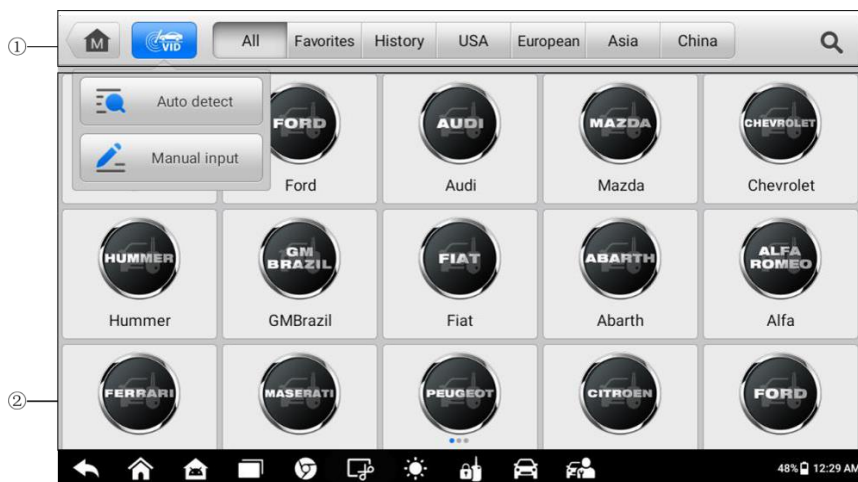 ①
M VID All Favorites History USA European Asia China
Auto detect
Manual input
FORD AUDI MAZDA CHEVROLET
Ford Audi Mazda Chevrolet
HUMMER GM BRAZIL FIAT ABARTH ALFA ROMEO
Hummer GMBrazil Fiat Abarth Alfa
②
FERRARI MASERATI PEUGEOT CITROEN FORD
48% 12:29 AM